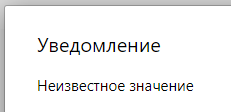 Уведомление
Неизвестное значение